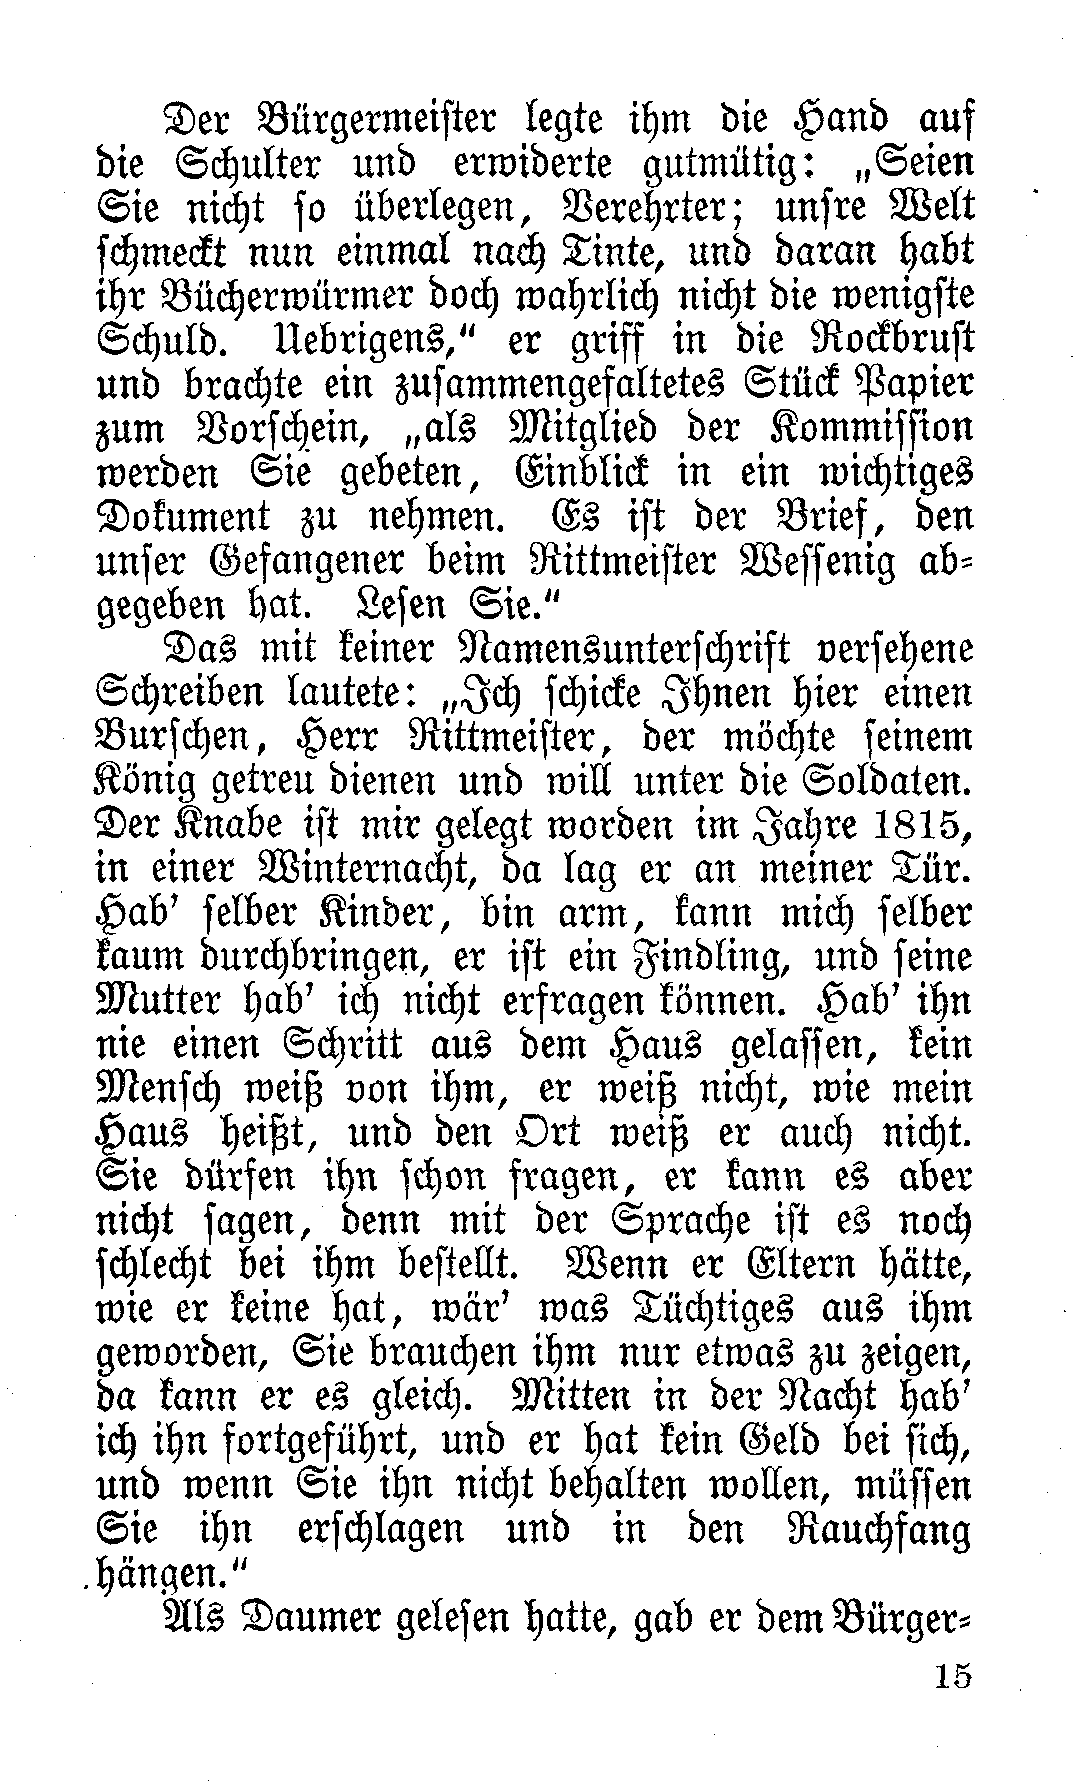 Der Bürgermeister legte ihm die Hand auf
die Schulter und erwiderte gutmütig: „Seien
Sie nicht so überlegen, Verehrter; unsre Welt
schmeckt nun einmal nach Tinte, und daran habt
ihr Bücherwürmer doch wahrlich nicht die wenigste
Schuld. Uebrigens,“ er griff in die Rockbrust
und brachte ein zusammengefaltetes Stück Papier
zum Vorschein, „als Mitglied der Kommission
werden Sie gebeten, Einblick in ein wichtiges
Dokument zu nehmen. Es ist der Brief, den
unser Gefangener beim Rittmeister Wessenig ab-
gegeben hat. Lesen Sie.“
Das mit keiner Namensunterschrift versehene
Schreiben lautete: „Ich schicke Ihnen hier einen
Burschen, Herr Rittmeister, der möchte seinem
König getreu dienen und will unter die Soldaten.
Der Knabe ist mir gelegt worden im Jahre 1815,
in einer Winternacht, da lag er an meiner Tür.
Hab’ selber Kinder, bin arm, kann mich selber
kaum durchbringen, er ist ein Findling, und seine
Mutter hab’ ich nicht erfragen können. Hab’ ihn
nie einen Schritt aus dem Haus gelassen, kein
Mensch weiß von ihm, er weiß nicht, wie mein
Haus heißt, und den Ort weiß er auch nicht.
Sie dürfen ihn schon fragen, er kann es aber
nicht sagen, denn mit der Sprache ist es noch
schlecht bei ihm bestellt. Wenn er Eltern hätte,
wie er keine hat, wär’ was Tüchtiges aus ihm
geworden, Sie brauchen ihm nur etwas zu zeigen,
da kann er es gleich. Mitten in der Nacht hab’
ich ihn fortgeführt, und er hat kein Geld bei sich,
und wenn Sie ihn nicht behalten wollen, müssen
Sie ihn erschlagen und in den Rauchfang
hängen.“
Als Daumer gelesen hatte, gab er dem Bürger-
15